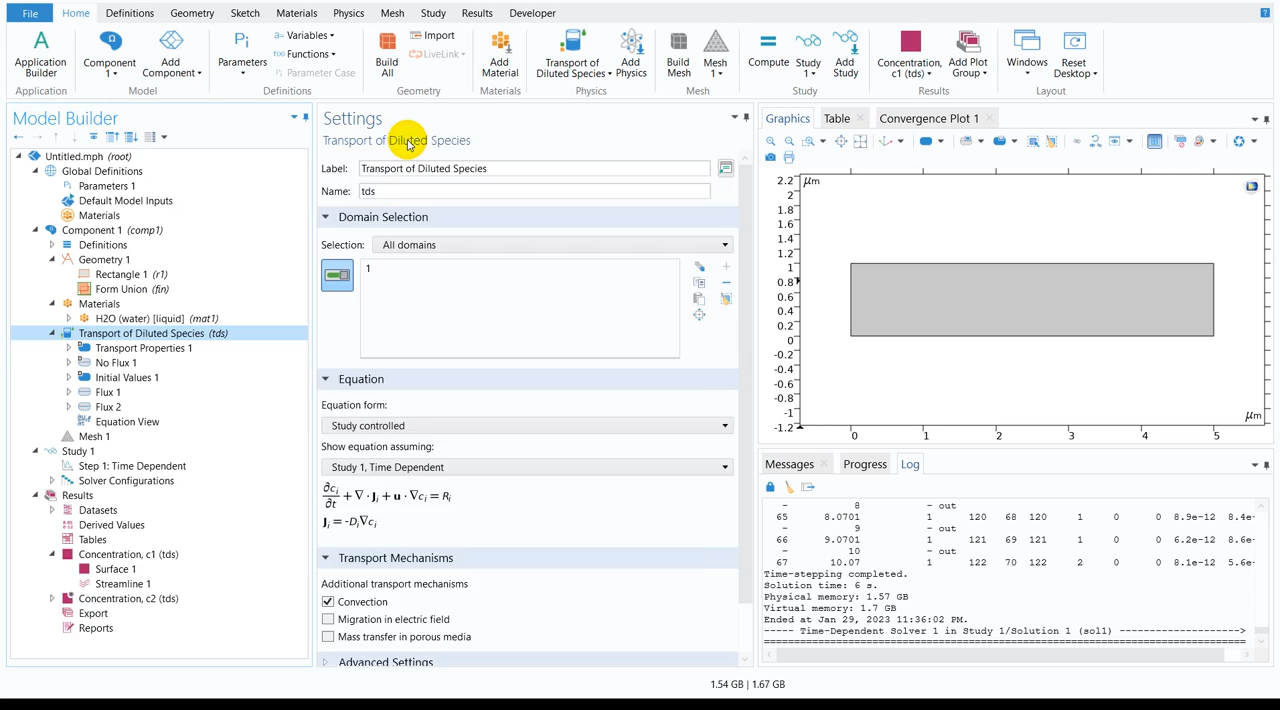 File Home Definitions Geometry Sketch Materials Physics Mesh Study Results Developer
Application Builder
Component 1
Add Component
Parameters
a= Variables
f(x) Functions
Pi Parameter Case
Build All
Import
LiveLink
Add Material
Transport of Diluted Species
Add Physics
Build Mesh
Mesh 1
Compute
Study 1
Add Study
Concentration, c1 (tds)
Add Plot Group
Windows
Reset Desktop
Application Model Definitions Geometry Materials Physics Mesh Study Results Layout
Model Builder
Untitled.mph (root)
Global Definitions
Pi Parameters 1
Default Model Inputs
Materials
Component 1 (comp1)
Definitions
Geometry 1
Rectangle 1 (r1)
Form Union (fin)
Materials
H2O (water) [liquid] (mat1)
Transport of Diluted Species (tds)
Transport Properties 1
No Flux 1
Initial Values 1
Flux 1
Flux 2
Equation View
Mesh 1
Study 1
Step 1: Time Dependent
Solver Configurations
Results
Datasets
Derived Values
Tables
Concentration, c1 (tds)
Surface 1
Streamline 1
Concentration, c2 (tds)
Export
Reports
Settings
Transport of Diluted Species
Label: Transport of Diluted Species
Name: tds
Domain Selection
Selection: All domains
1
Equation
Equation form:
Study controlled
Show equation assuming:
Study 1, Time Dependent
∂cᵢ/∂t + ∇ · Jᵢ + u · ∇cᵢ = Rᵢ
Jᵢ = -Dᵢ∇cᵢ
Transport Mechanisms
Additional transport mechanisms
Convection
Migration in electric field
Mass transfer in porous media
Advanced Settings
Graphics Table Convergence Plot 1
2.2 μm
2
1.8
1.6
1.4
1.2
1
0.8
0.6
0.4
0.2
0
-0.2
-0.4
-0.6
-0.8
-1 μm
-1.2
0 1 2 3 4 5
Messages Progress Log
- 8 - out
65 8.0701 1 120 68 120 1 0 0 8.9e-12 8.4e-
- 9 - out
66 9.0701 1 121 69 121 1 0 0 6.2e-12 8.6e-
- 10 - out
67 10.07 1 122 70 122 2 0 0 8.1e-12 5.6e-
Time-stepping completed.
Solution time: 6 s.
Physical memory: 1.57 GB
Virtual memory: 1.7 GB
Ended at Jan 29, 2023 11:36:02 PM.
----- Time-Dependent Solver 1 in Study 1/Solution 1 (sol1) -------------------->
1.54 GB | 1.67 GB